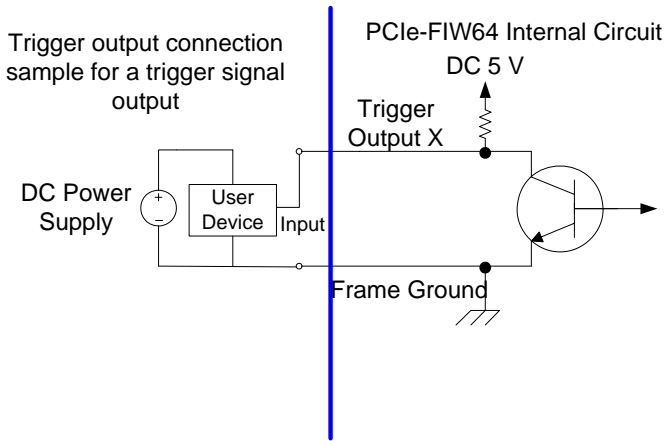 Trigger output connection
sample for a trigger signal
output
PCIe-FIW64 Internal Circuit
DC 5 V
Trigger
Output X
DC Power
Supply
+
–
User
Device
Input
Frame Ground